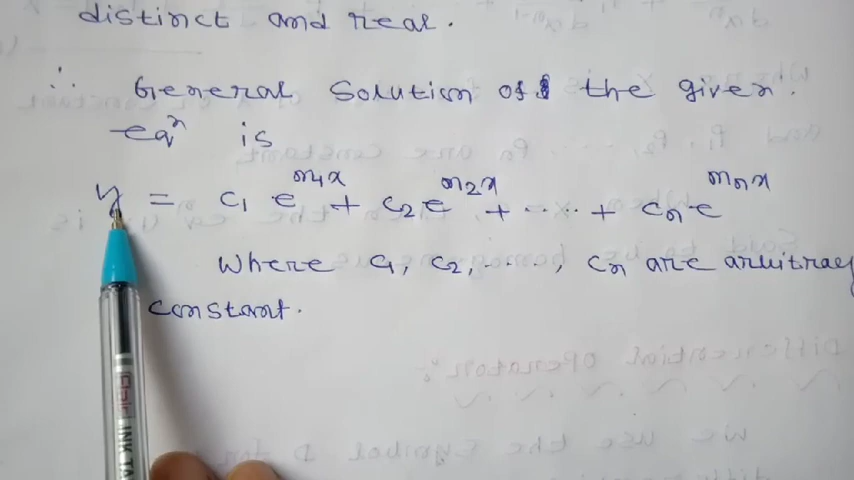 distinct and real.
∴ General Solution of the given
eqⁿ is
y = c₁ e^{m₁x} + c₂ e^{m₂x} + ..... + cₙ e^{mₙx}
Where c₁, c₂, ....., cₙ are arbitrary
constant.